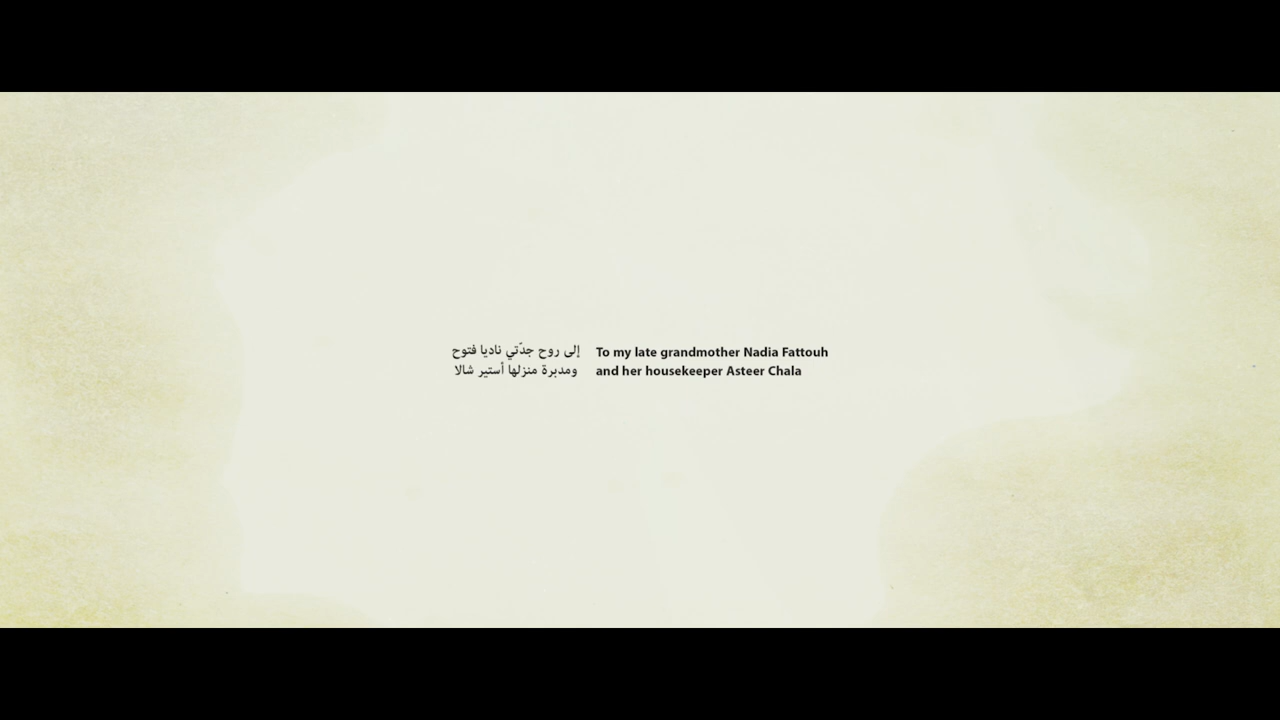 إلى روح جدّتي ناديا فتوح
ومدبرة منزلها أستير شالا
To my late grandmother Nadia Fattouh
and her housekeeper Asteer Chala